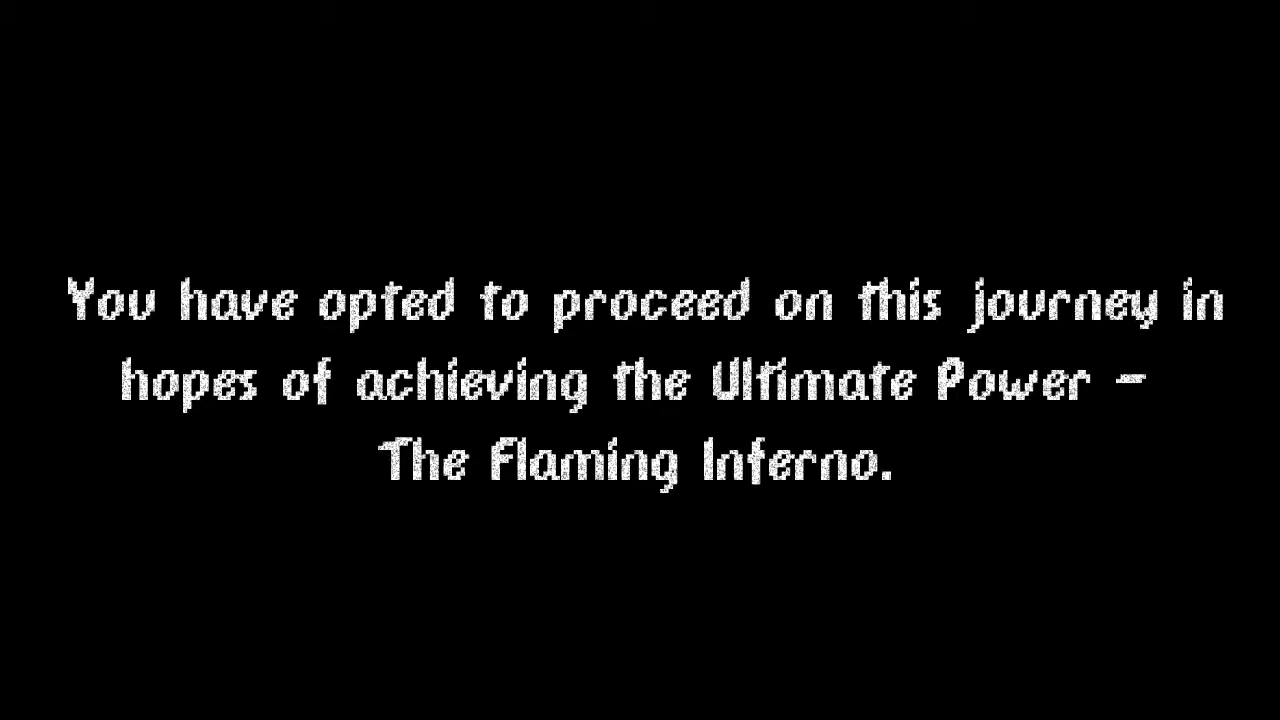 You have opted to proceed on this journey in
hopes of achieving the Ultimate Power -
The Flaming Inferno.